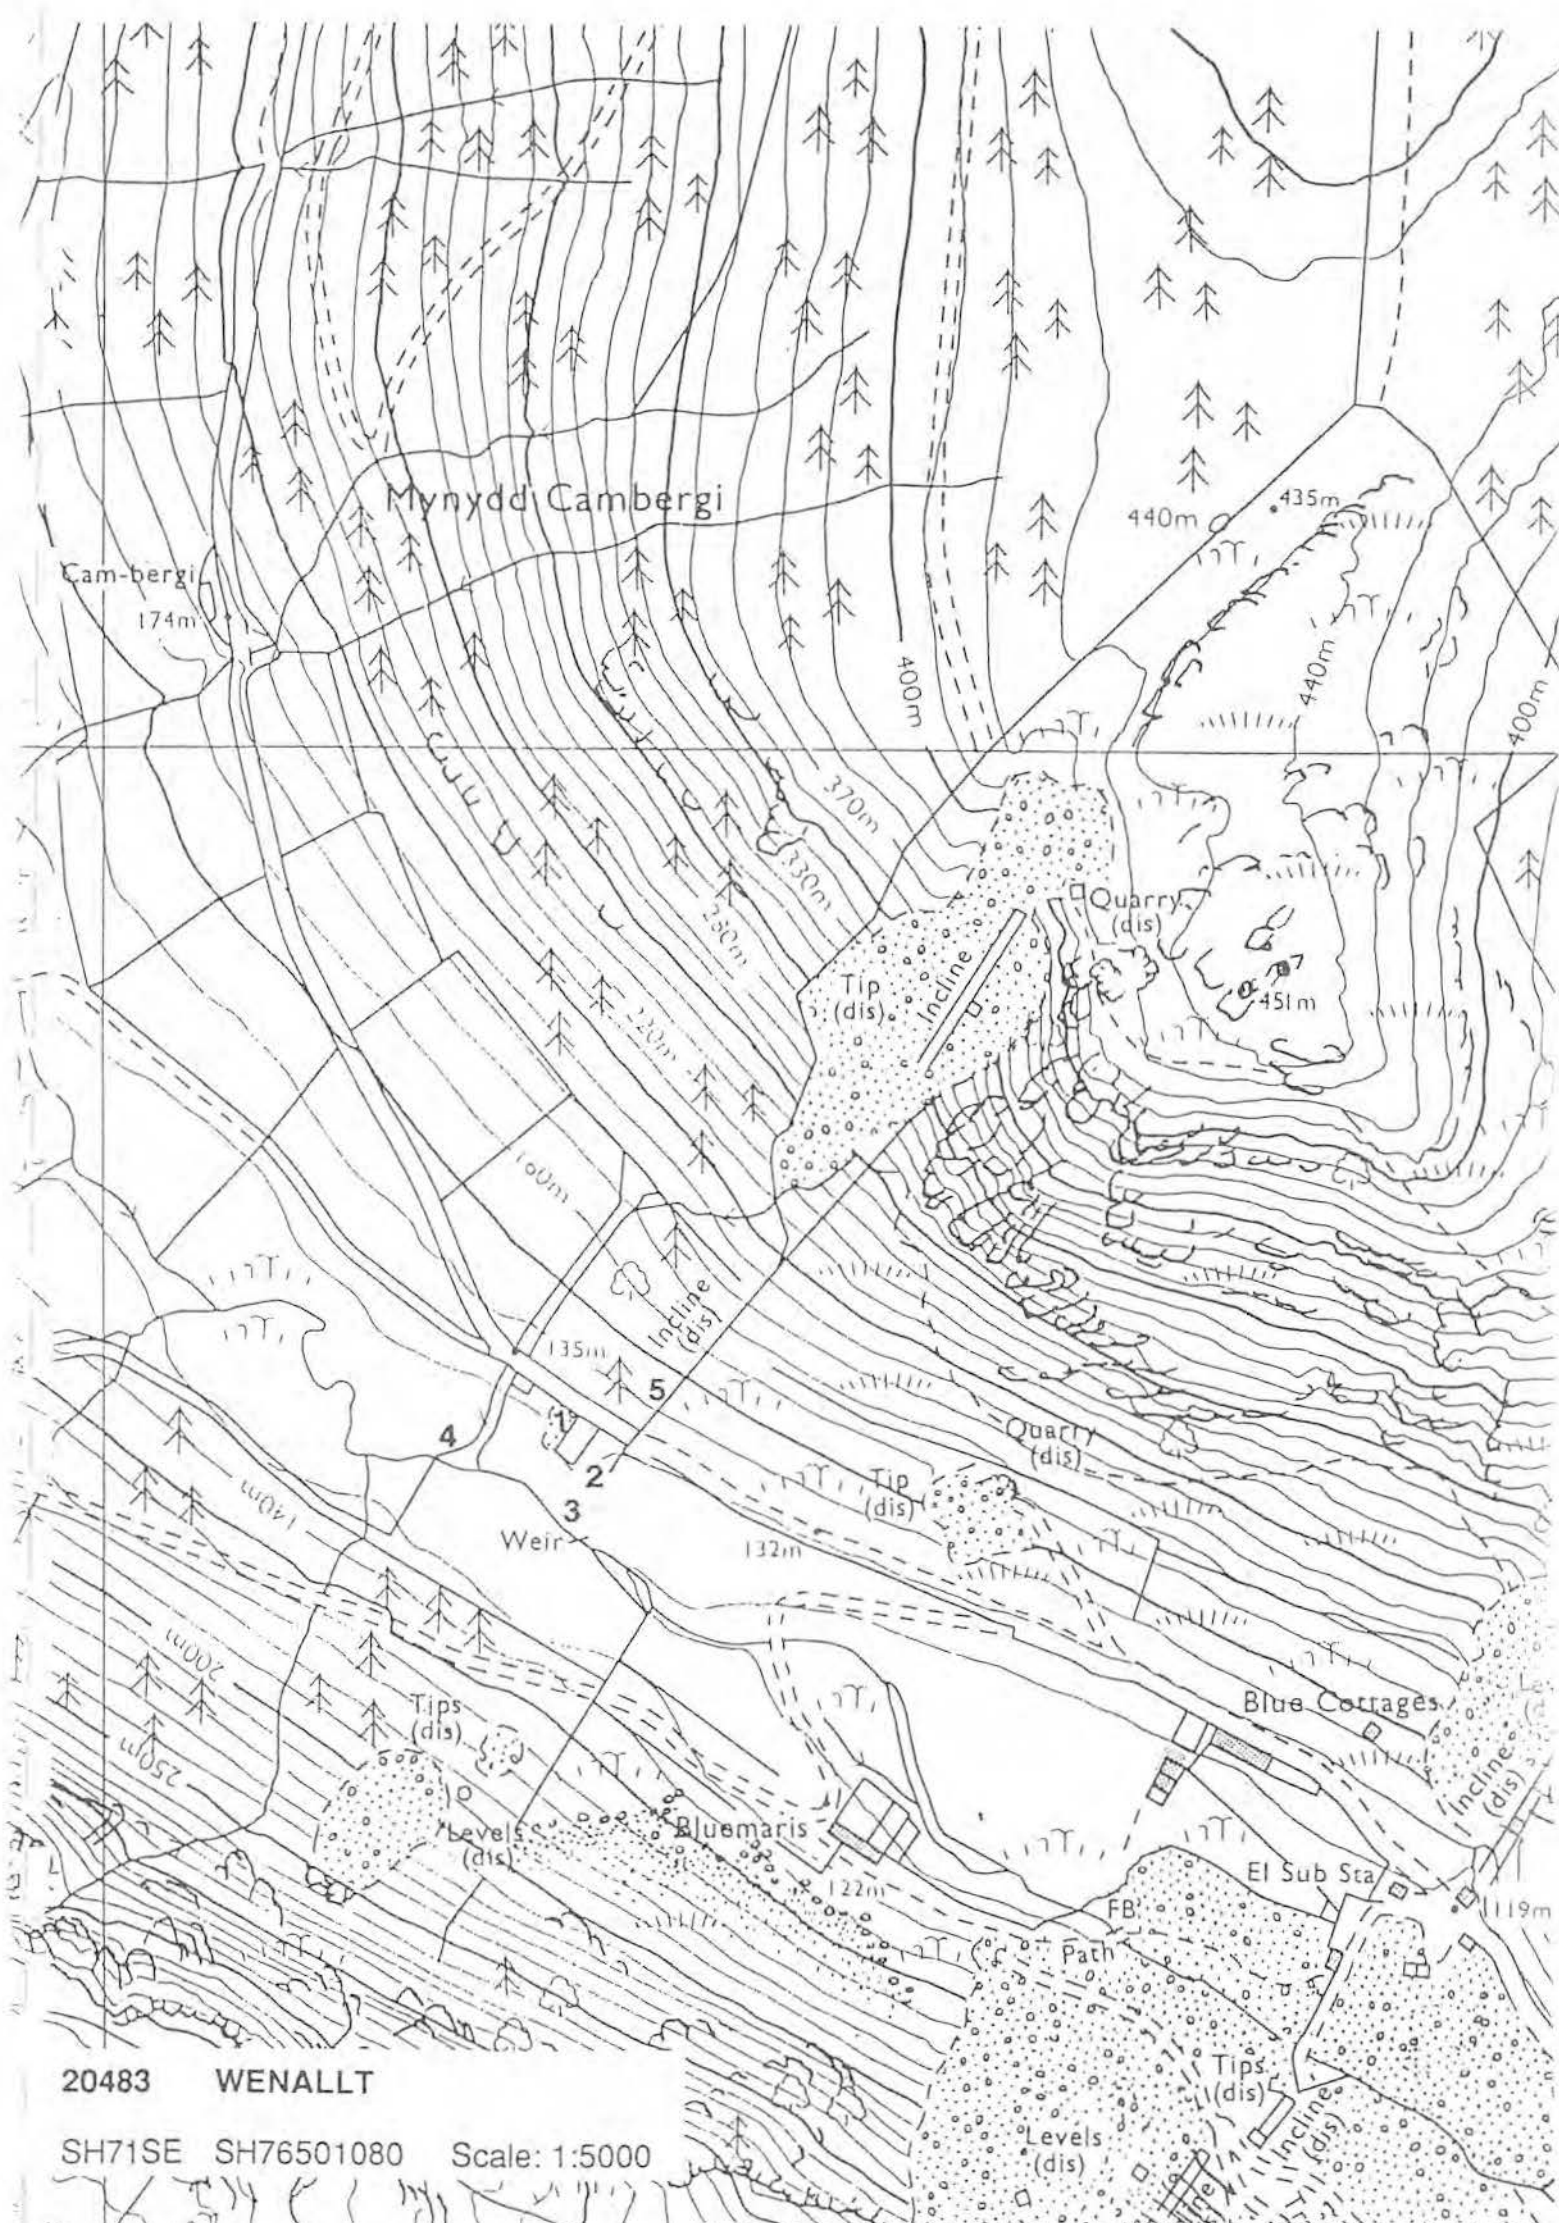 Mynydd Cambergi
435m
440m
Cam-bergi
174m
440m
400m
400m
370m
330m
280m
Quarry
(dis)
Tip
(dis)
Incline
451m
220m
160m
Incline
(dis)
135m
5
1
4
2
3
Quarry
(dis)
Tip
(dis)
Weir
132m
140m
200m
250m
Tips
(dis)
Blue Cottages
Incline
(dis)
Levels
(dis)
Bluemaris
122m
El Sub Sta
FB
119m
Path
Tips
(dis)
Incline
(dis)
Levels
(dis)
20483 WENALLT
SH71SE SH76501080 Scale: 1:5000